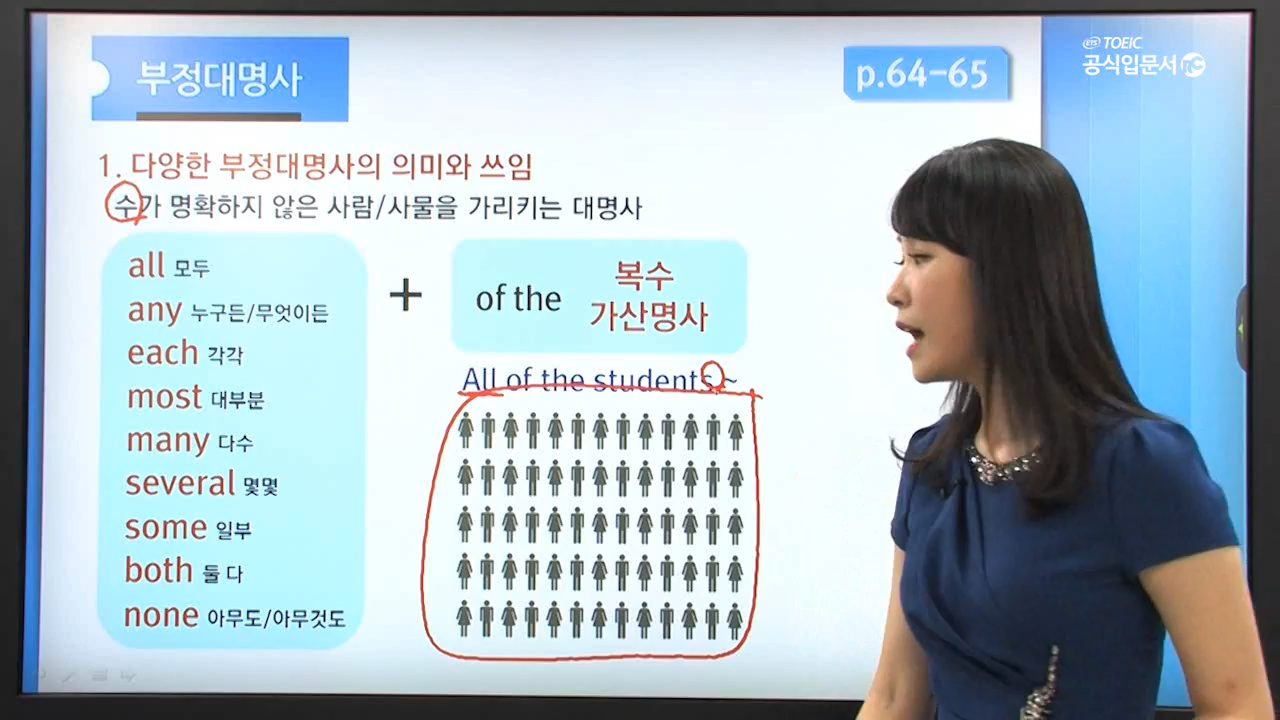 부정대명사
p.64-65
ETS TOEIC
공식입문서 RC
1. 다양한 부정대명사의 의미와 쓰임
수가 명확하지 않은 사람/사물을 가리키는 대명사
all 모두
any 누구든/무엇이든
each 각각
most 대부분
many 다수
several 몇몇
some 일부
both 둘 다
none 아무도/아무것도
+
of the 복수
가산명사
All of the students ~